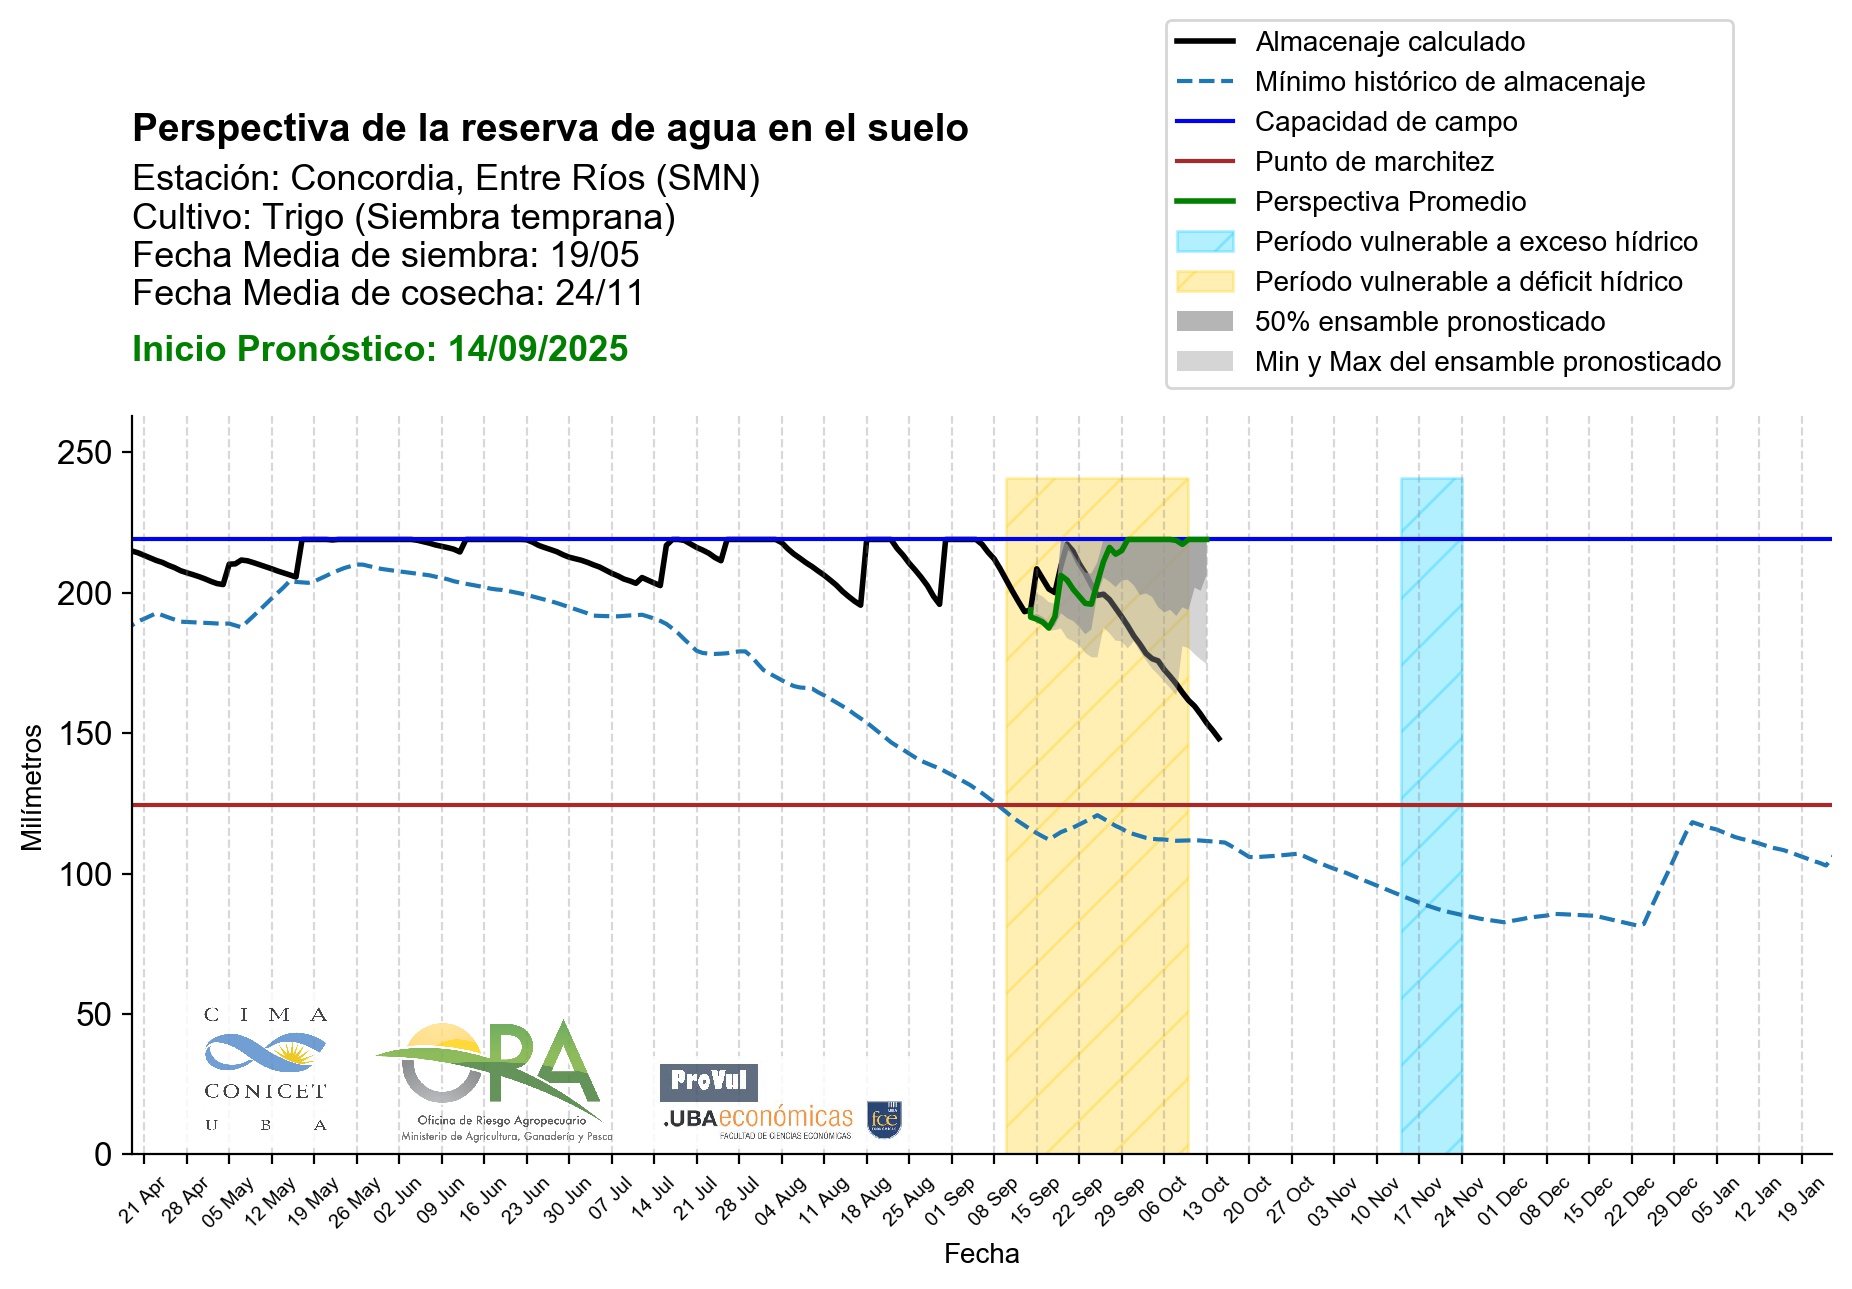 Almacenaje calculado
Mínimo histórico de almacenaje
Capacidad de campo
Punto de marchitez
Perspectiva Promedio
Período vulnerable a exceso hídrico
Período vulnerable a déficit hídrico
50% ensamble pronosticado
Min y Max del ensamble pronosticado
Perspectiva de la reserva de agua en el suelo
Estación: Concordia, Entre Ríos (SMN)
Cultivo: Trigo (Siembra temprana)
Fecha Media de siembra: 19/05
Fecha Media de cosecha: 24/11
Inicio Pronóstico: 14/09/2025
Milímetros
250
200
150
100
50
0
CIMA
CONICET
UBA
ORA
Oficina de Riesgo Agropecuario
Ministerio de Agricultura, Ganadería y Pesca
ProVul
.UBAeconómicas
FACULTAD DE CIENCIAS ECONÓMICAS
UBA
fce
21 Apr
28 Apr
05 May
12 May
19 May
26 May
02 Jun
09 Jun
16 Jun
23 Jun
30 Jun
07 Jul
14 Jul
21 Jul
28 Jul
04 Aug
11 Aug
18 Aug
25 Aug
01 Sep
08 Sep
15 Sep
22 Sep
29 Sep
06 Oct
13 Oct
20 Oct
27 Oct
03 Nov
10 Nov
17 Nov
24 Nov
01 Dec
08 Dec
15 Dec
22 Dec
29 Dec
05 Jan
12 Jan
19 Jan
Fecha